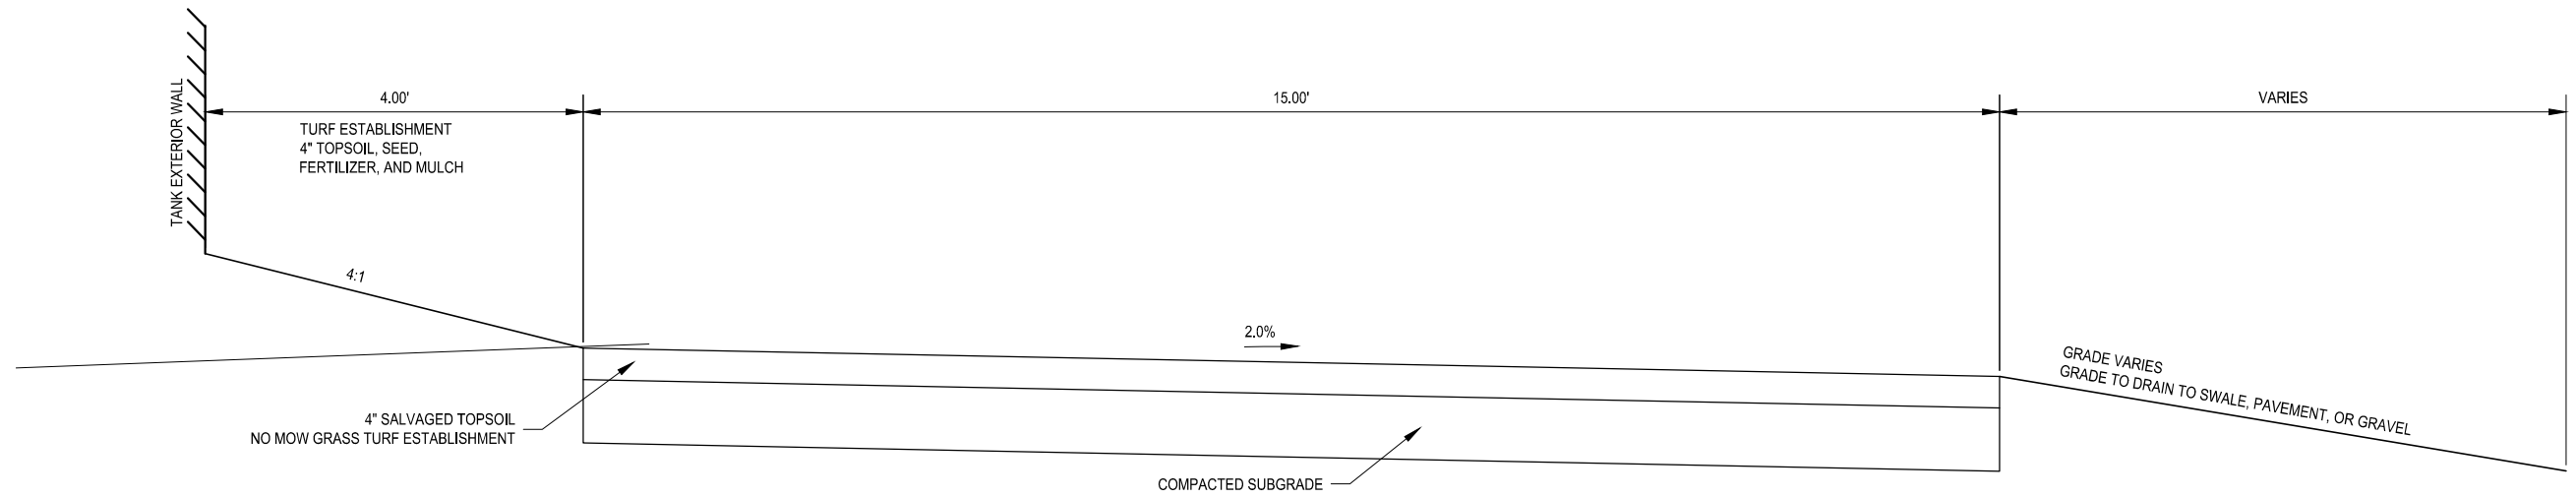 4.00'
15.00'
VARIES
TURF ESTABLISHMENT
4" TOPSOIL, SEED,
FERTILIZER, AND MULCH
TANK EXTERIOR WALL
4:1
2.0%
GRADE VARIES
GRADE TO DRAIN TO SWALE, PAVEMENT, OR GRAVEL
4" SALVAGED TOPSOIL
NO MOW GRASS TURF ESTABLISHMENT
COMPACTED SUBGRADE